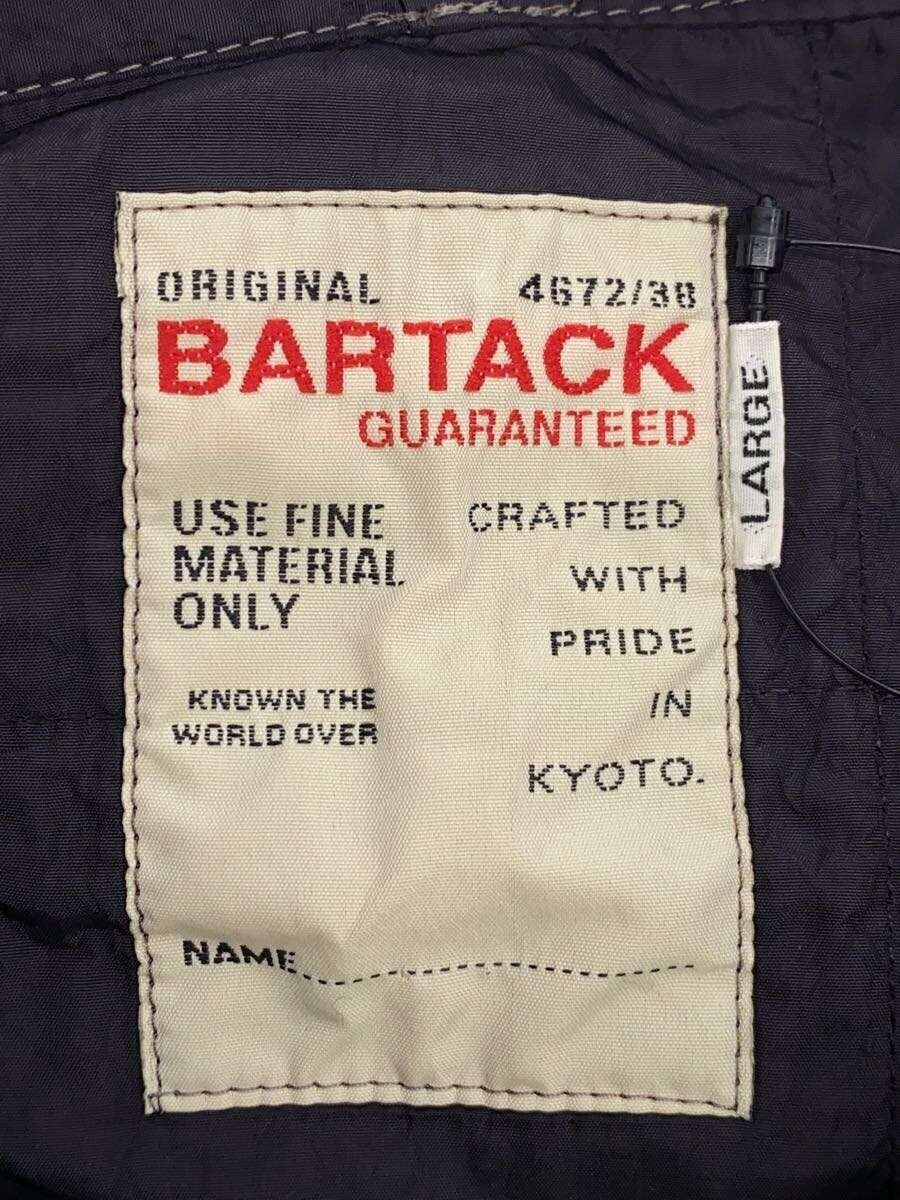 ORIGINAL 4672/38
BARTACK
GUARANTEED
USE FINE
MATERIAL
ONLY
KNOWN THE
WORLD OVER
CRAFTED
WITH
PRIDE
IN
KYOTO.
NAME
LARGE